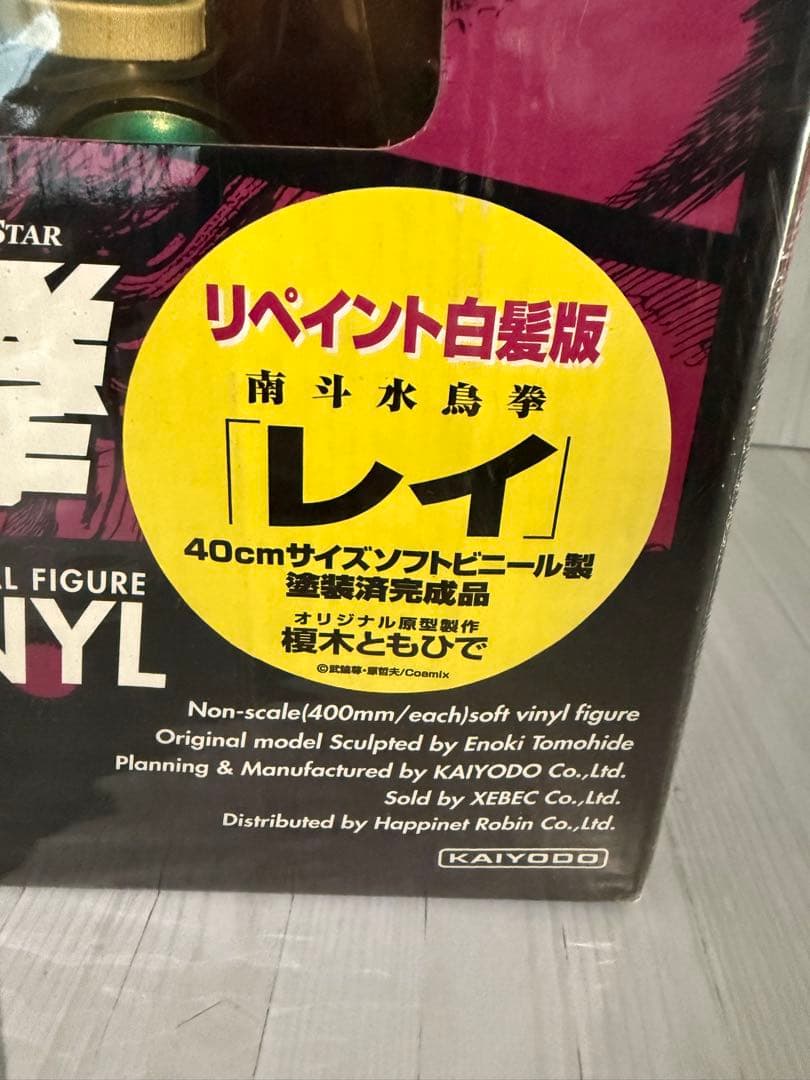 STAR
拳
リペイント白髪版
南斗水鳥拳
「レイ」
40cmサイズソフトビニール製
塗装済完成品
オリジナル原型製作
榎木ともひで
©武論尊・原哲夫/Coamix
FIGURE
NYL
Non-scale(400mm/each)soft vinyl figure
Original model Sculpted by Enoki Tomohide
Planning & Manufactured by KAIYODO Co.,Ltd.
Sold by XEBEC Co.,Ltd.
Distributed by Happinet Robin Co.,Ltd.
KAIYODO